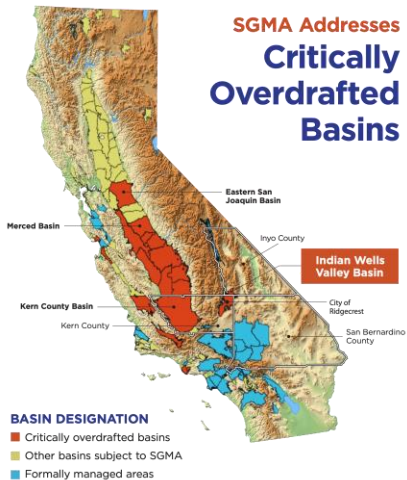 SGMA Addresses
Critically
Overdrafted
Basins
Eastern San
Joaquin Basin
Merced Basin
Inyo County
Indian Wells
Valley Basin
Kern County Basin
City of
Ridgecrest
Kern County
San Bernardino
County
BASIN DESIGNATION
Critically overdrafted basins
Other basins subject to SGMA
Formally managed areas